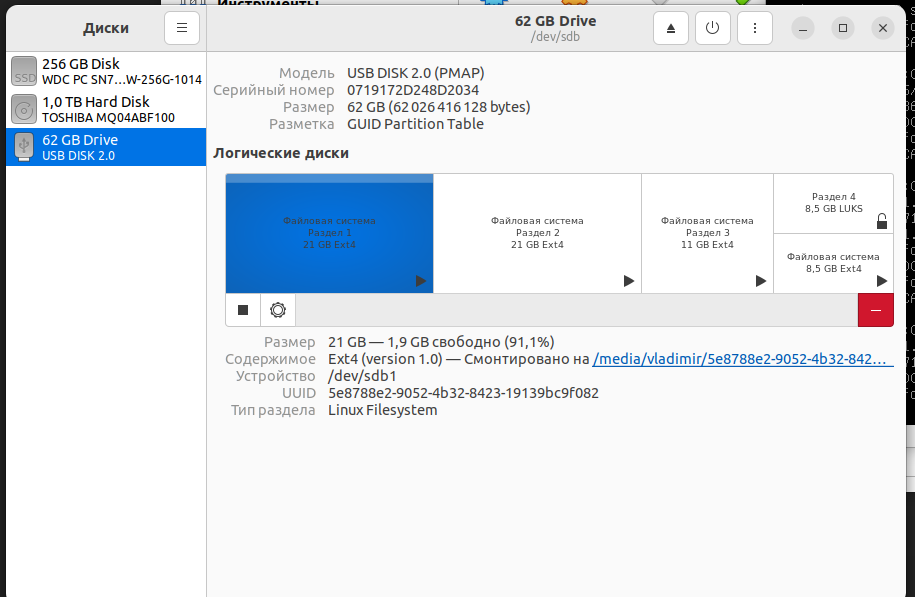 Инструменты
Диски
62 GB Drive
/dev/sdb
SSD
256 GB Disk
WDC PC SN7…W-256G-1014
1,0 TB Hard Disk
TOSHIBA MQ04ABF100
62 GB Drive
USB DISK 2.0
Модель USB DISK 2.0 (PMAP)
Серийный номер 0719172D248D2034
Размер 62 GB (62 026 416 128 bytes)
Разметка GUID Partition Table
Логические диски
Файловая система
Раздел 1
21 GB Ext4
Файловая система
Раздел 2
21 GB Ext4
Файловая система
Раздел 3
11 GB Ext4
Раздел 4
8,5 GB LUKS
Файловая система
8,5 GB Ext4
Размер 21 GB — 1,9 GB свободно (91,1%)
Содержимое Ext4 (version 1.0) — Смонтировано на /media/vladimir/5e8788e2-9052-4b32-842…
Устройство /dev/sdb1
UUID 5e8788e2-9052-4b32-8423-19139bc9f082
Тип раздела Linux Filesystem